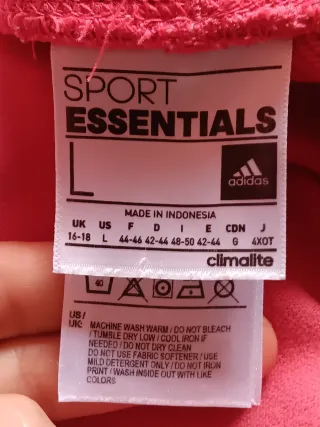 SPORT
ESSENTIALS
L
adidas
MADE IN INDONESIA
UK US F D I E CDN J
16-18 L 44-46 42-44 48-50 42-44 G 4XOT
climalite
40
US /
UK: MACHINE WASH WARM / DO NOT BLEACH
/ TUMBLE DRY LOW / COOL IRON IF
NEEDED / DO NOT DRY CLEAN
DO NOT USE FABRIC SOFTENER / USE
MILD DETERGENT ONLY / DO NOT IRON
PRINT / WASH INSIDE OUT WITH LIKE
COLORS